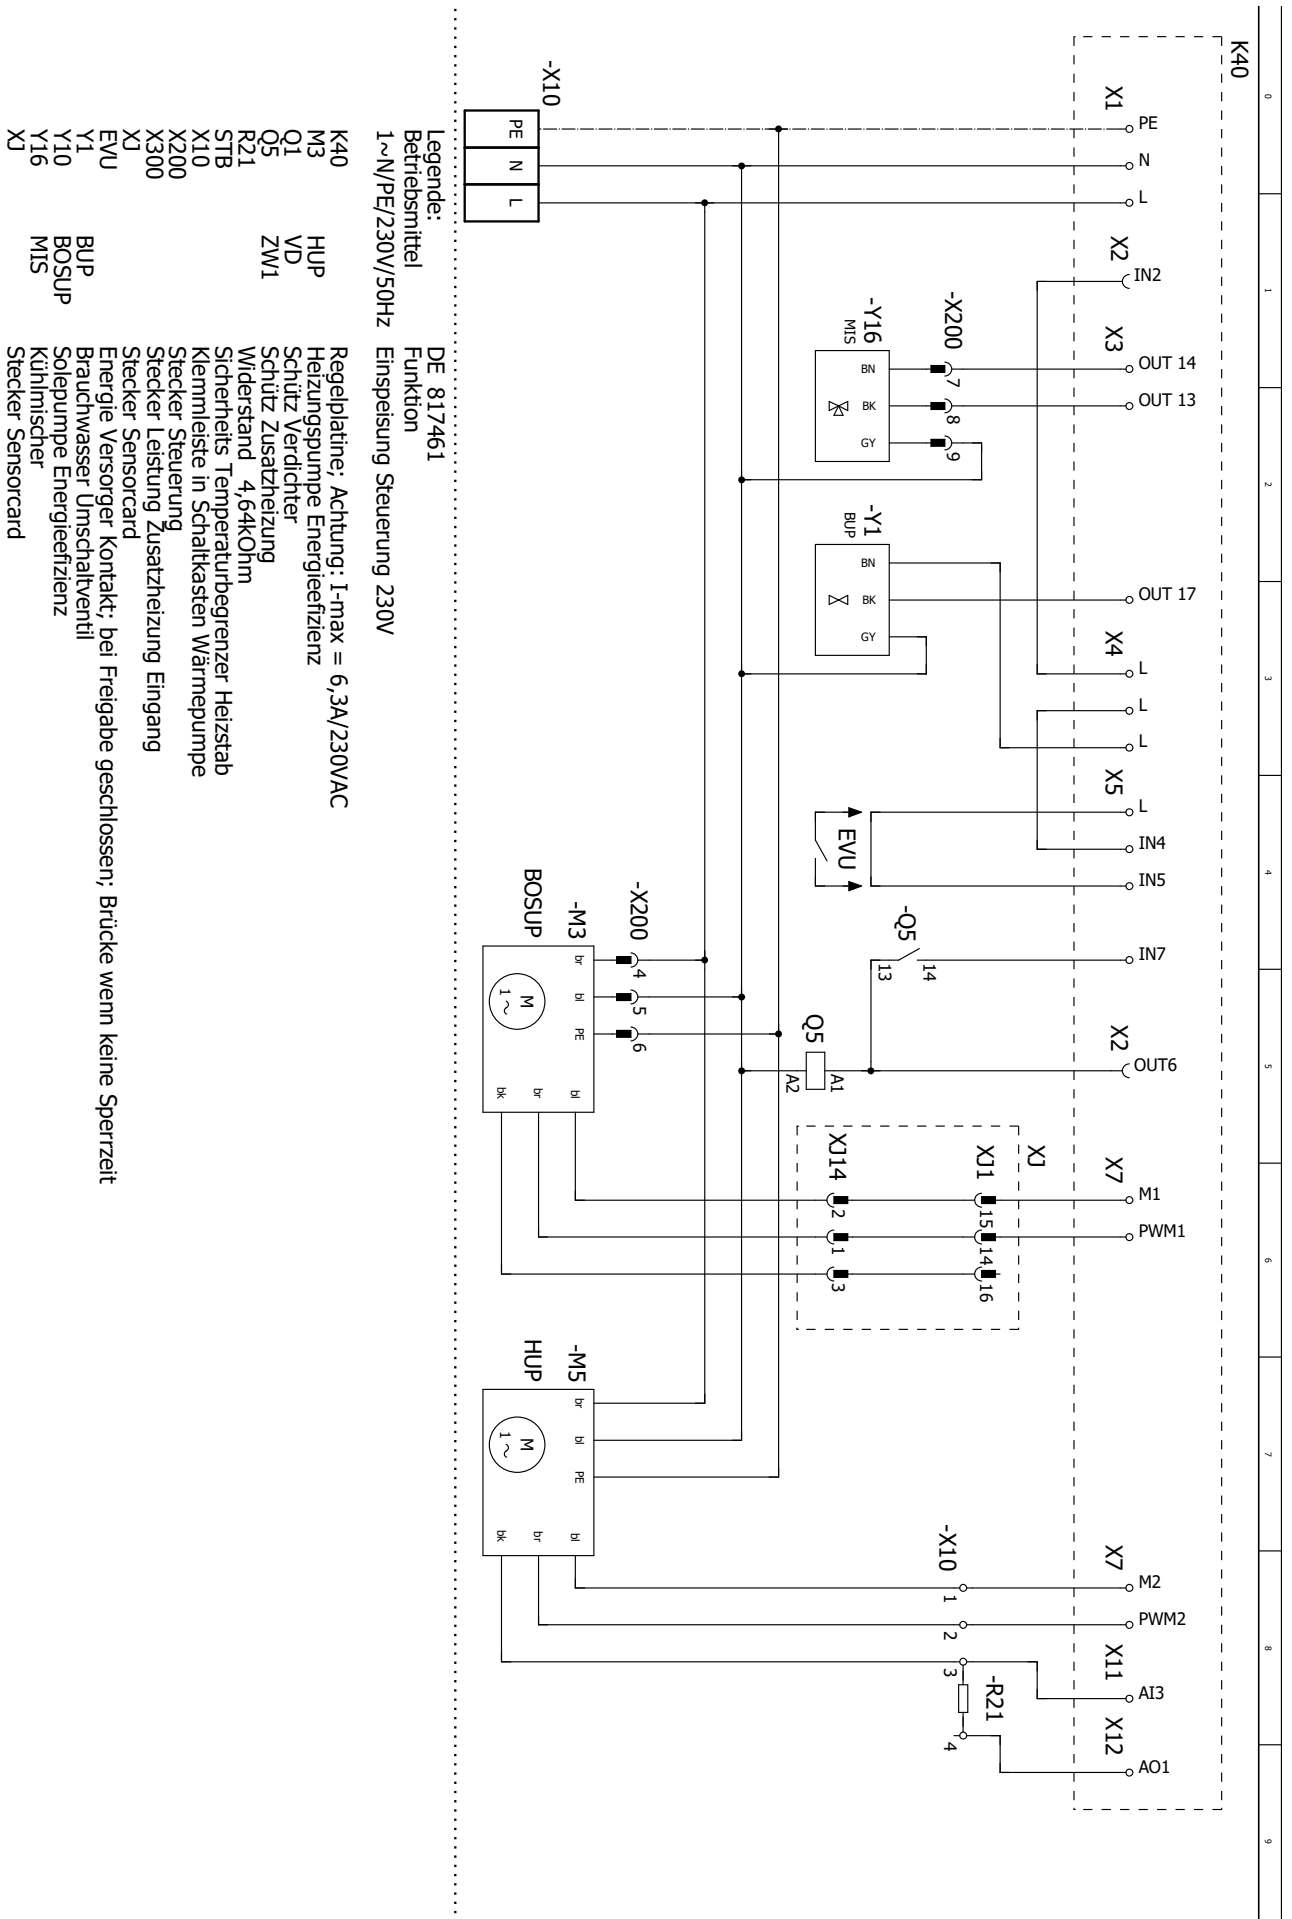 0 1 2 3 4 5 6 7 8 9
K40
X1 X2 X3 X4 X5 X2 X7 X7 X11 X12
PE N L IN2 OUT 14 OUT 13 OUT 17 L L L L IN4 IN5 IN7 OUT6 M1 PWM1 M2 PWM2 AI3 AO1
XJ
XJ1
15 14 16
XJ14
2 1 3
-X200
7 8 9
-Y16
MIS
BN BK GY
-Y1
BUP
BN BK GY
EVU
-Q5
14
13
Q5
A1
A2
-R21
-X10
1 2 3 4
-X200
4 5 6
-M3
BOSUP
br bl PE
M
1 ~
bl
br
bk
-M5
HUP
br bl PE
M
1 ~
bl
br
bk
-X10
PE N L
Legende: DE 817461
Betriebsmittel Funktion
1~N/PE/230V/50Hz Einspeisung Steuerung 230V
K40 Regelplatine; Achtung: I-max = 6,3A/230VAC
M3 HUP Heizungspumpe Energieefizienz
Q1 VD Schütz Verdichter
Q5 ZW1 Schütz Zusatzheizung
R21 Widerstand 4,64kOhm
STB Sicherheits Temperaturbegrenzer Heizstab
X10 Klemmleiste in Schaltkasten Wärmepumpe
X200 Stecker Steuerung
X300 Stecker Leistung Zusatzheizung Eingang
XJ Stecker Sensorcard
EVU Energie Versorger Kontakt; bei Freigabe geschlossen; Brücke wenn keine Sperrzeit
Y1 BUP Brauchwasser Umschaltventil
Y10 BOSUP Solepumpe Energieefizienz
Y16 MIS Kühlmischer
XJ Stecker Sensorcard